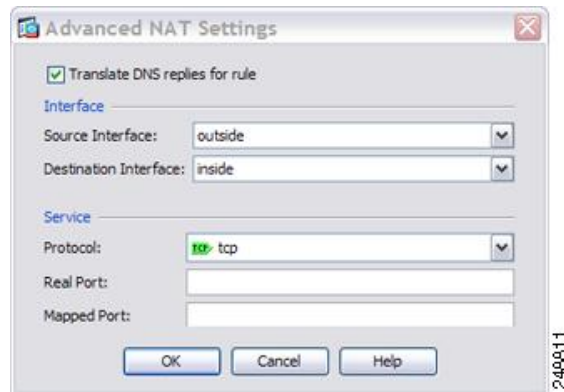 Advanced NAT Settings
Translate DNS replies for rule
Interface
Source Interface: outside
Destination Interface: inside
Service
Protocol: TCP tcp
Real Port:
Mapped Port:
OK Cancel Help
248811